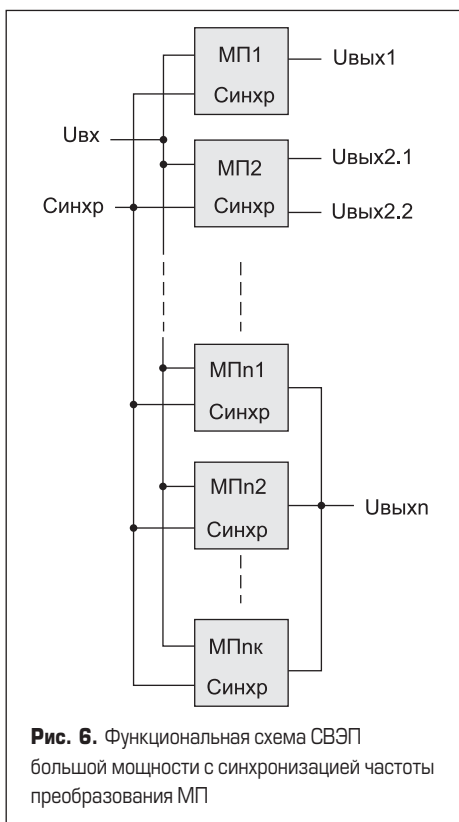 МП1
Uвых1
Синхр
Uвх
МП2
Uвых2.1
Синхр
Синхр
Uвых2.2
МПn1
Синхр
МПn2
Uвыхn
Синхр
МПnк
Синхр
Рис. 6. Функциональная схема СВЭП
большой мощности с синхронизацией частоты
преобразования МП